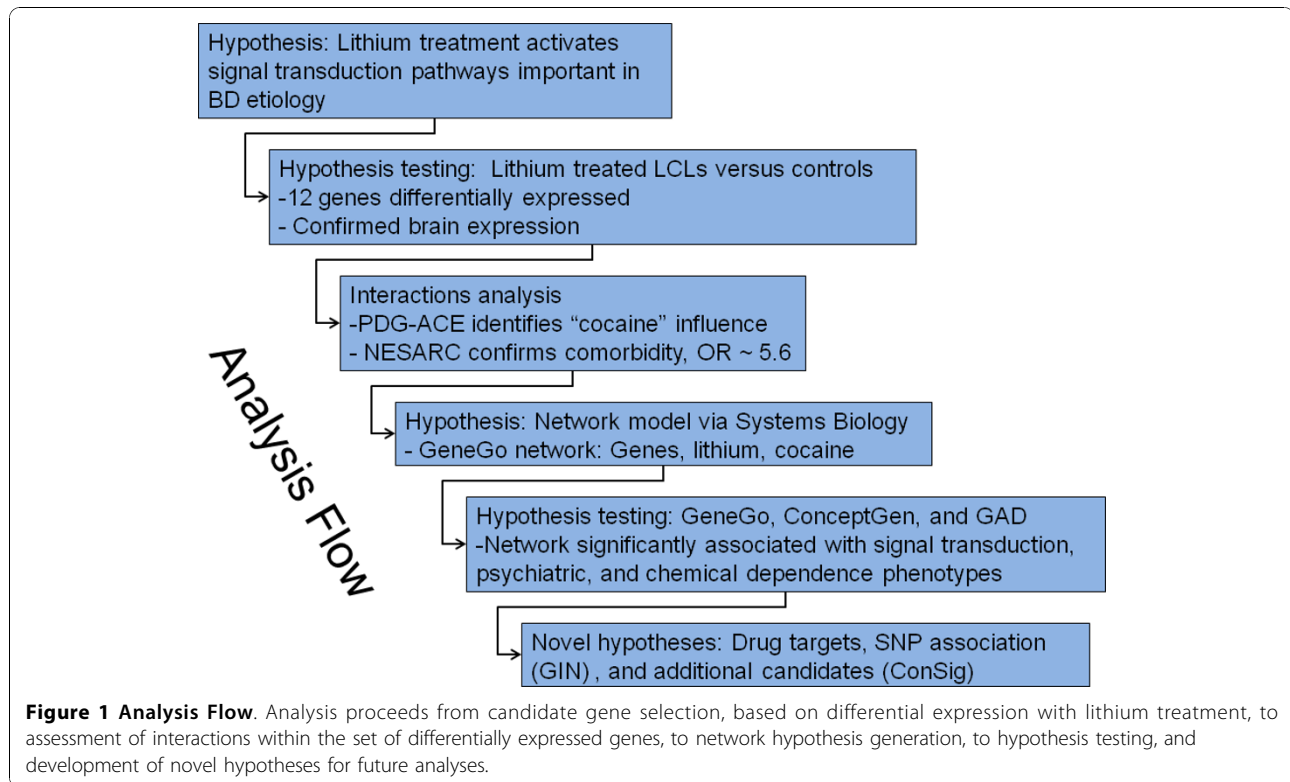 Hypothesis: Lithium treatment activates
signal transduction pathways important in
BD etiology
Hypothesis testing:  Lithium treated LCLs versus controls
-12 genes differentially expressed
- Confirmed brain expression
Interactions analysis
-PDG-ACE identifies “cocaine” influence
- NESARC confirms comorbidity, OR ~ 5.6
Hypothesis: Network model via Systems Biology
- GeneGo network: Genes, lithium, cocaine
Hypothesis testing: GeneGo, ConceptGen, and GAD
-Network significantly associated with signal transduction,
psychiatric, and chemical dependence phenotypes
Novel hypotheses: Drug targets, SNP association
(GIN) , and additional candidates (ConSig)
Analysis Flow
Figure 1 Analysis Flow. Analysis proceeds from candidate gene selection, based on differential expression with lithium treatment, to
assessment of interactions within the set of differentially expressed genes, to network hypothesis generation, to hypothesis testing, and
development of novel hypotheses for future analyses.